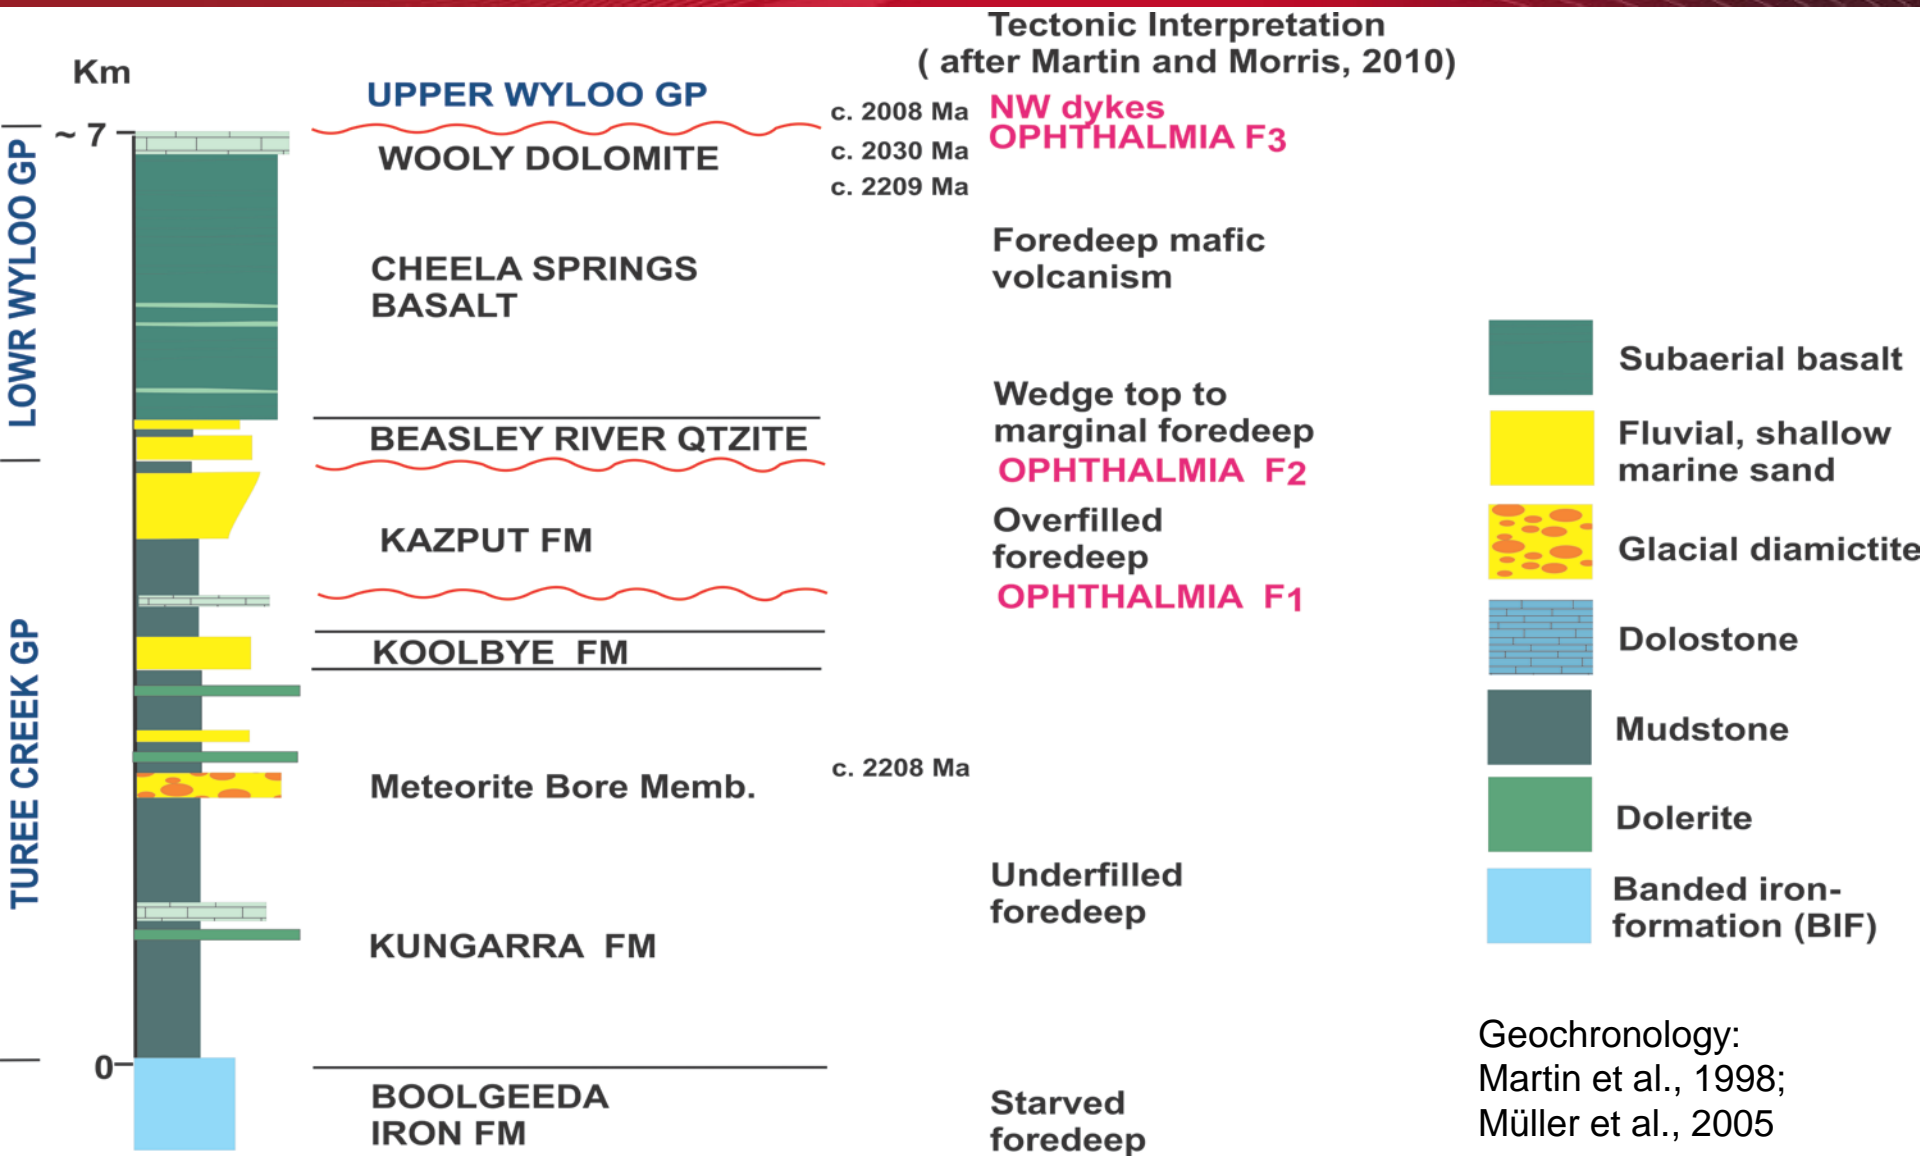 Tectonic Interpretation
( after Martin and Morris, 2010)
Km
UPPER WYLOO GP
c. 2008 Ma
NW dykes
~ 7
OPHTHALMIA F3
WOOLY DOLOMITE
c. 2030 Ma
c. 2209 Ma
LOWR WYLOO GP
Foredeep mafic
volcanism
CHEELA SPRINGS
BASALT
Wedge top to
marginal foredeep
BEASLEY RIVER QTZITE
OPHTHALMIA F2
Overfilled
foredeep
KAZPUT FM
OPHTHALMIA F1
KOOLBYE FM
TUREE CREEK GP
c. 2208 Ma
Meteorite Bore Memb.
Underfilled
foredeep
KUNGARRA FM
0
BOOLGEEDA
IRON FM
Starved
foredeep
Subaerial basalt
Fluvial, shallow
marine sand
Glacial diamictite
Dolostone
Mudstone
Dolerite
Banded iron-
formation (BIF)
Geochronology:
Martin et al., 1998;
Müller et al., 2005